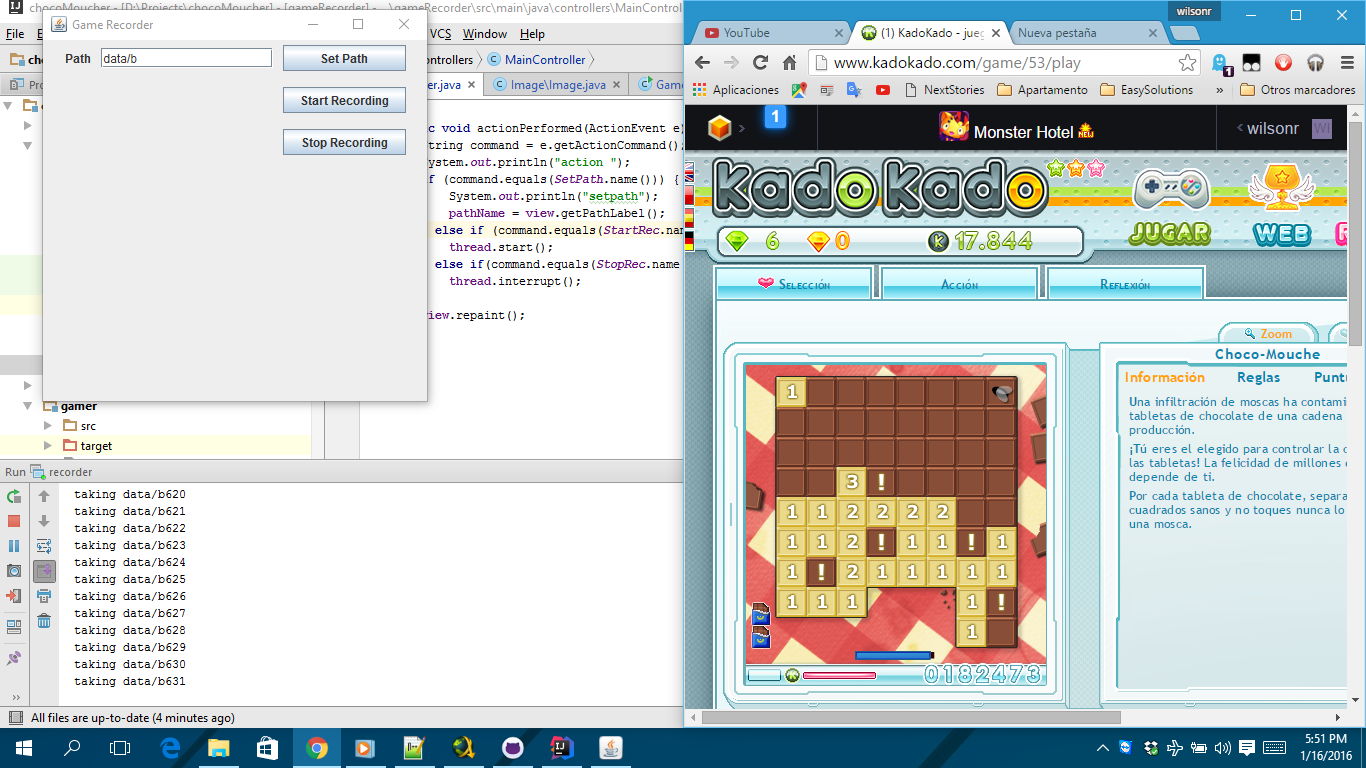 chocoMoucher - [D:\Projects\chocoMoucher] - [gameRecorder] - ...\gameRecorder\src\main\java\controllers\MainControl
Game Recorder
Path
data/b
Set Path
Start Recording
Stop Recording
File
VCS Window Help
MainController
Image\Image.java
void actionPerformed(ActionEvent e)
tring command = e.getActionCommand();
ystem.out.println("action ");
f (command.equals(SetPath.name())) {
System.out.println("setpath");
pathName = view.getPathLabel();
else if (command.equals(StartRec.na
thread.start();
else if(command.equals(StopRec.name
thread.interrupt();
iew.repaint();
gamer
src
target
Run recorder
taking data/b620
taking data/b621
taking data/b622
taking data/b623
taking data/b624
taking data/b625
taking data/b626
taking data/b627
taking data/b628
taking data/b629
taking data/b630
taking data/b631
All files are up-to-date (4 minutes ago)
wilsonr
YouTube
(1) KadoKado - jueg
Nueva pestaña
www.kadokado.com/game/53/play
1
Aplicaciones
NextStories
Apartamento
EasySolutions
»
Otros marcadores
1
Monster Hotel NEW
wilsonr
WI
kadokado
6
0
K 17.844
JUGAR
WEB
Selección
Acción
Reflexión
Zoom
Choco-Mouche
Información Reglas Puntu
Una infiltración de moscas ha contami
tabletas de chocolate de una cadena
producción.
¡Tú eres el elegido para controlar la c
las tabletas! La felicidad de millones
depende de ti.
Por cada tableta de chocolate, separa
cuadrados sanos y no toques nunca lo
una mosca.
1
3 !
1 1 2 2 2 2
1 1 2 ! 1 1 ! 1
1 ! 2 1 1 1 1 1
1 1 1 1 !
1
0182473
5:51 PM
1/16/2016